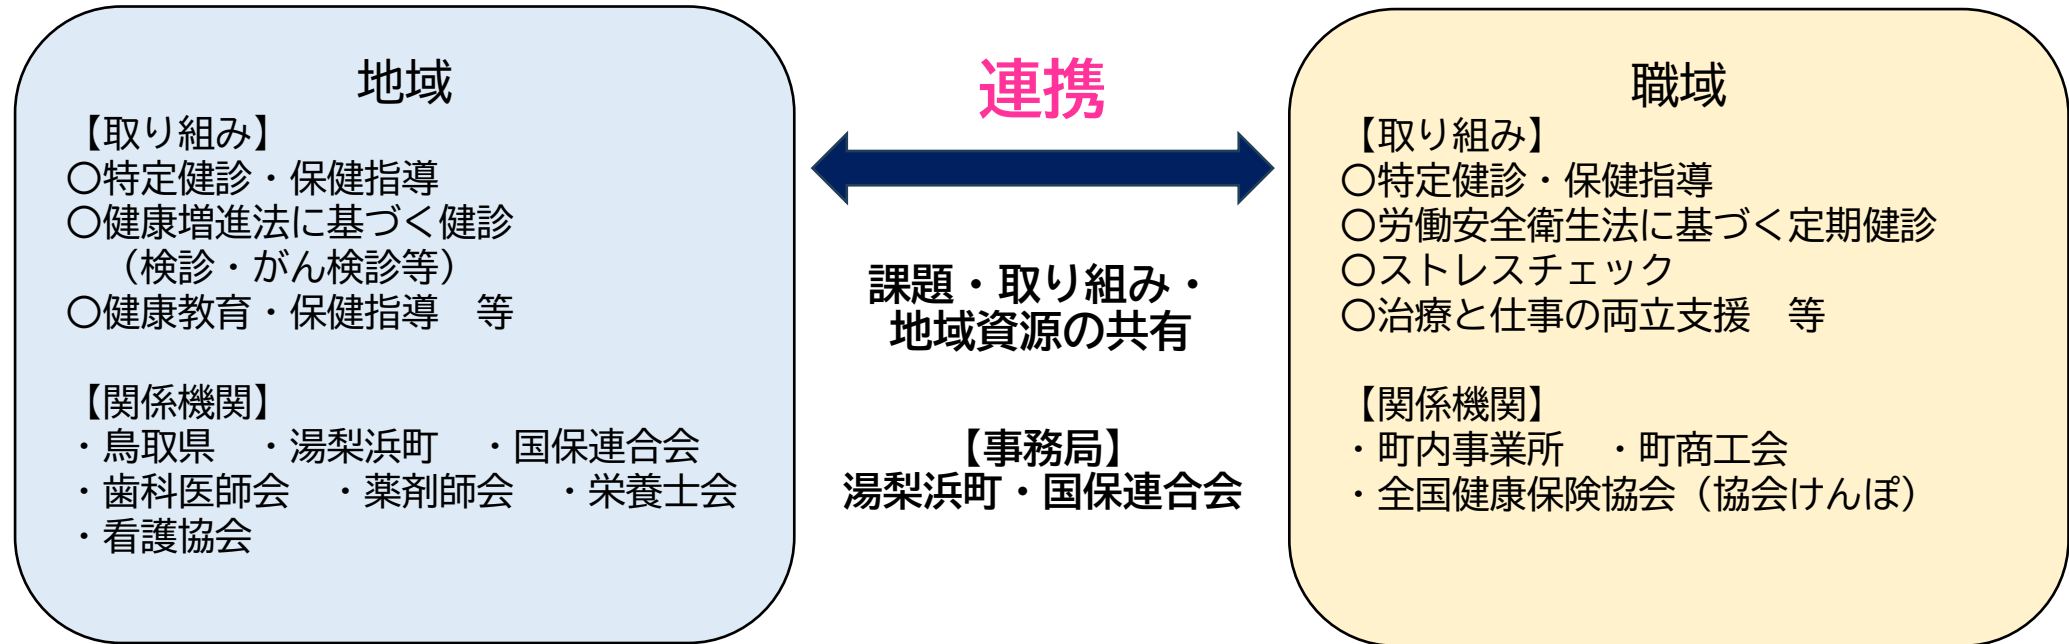 地域
【取り組み】
〇特定健診・保健指導
〇健康増進法に基づく健診
（検診・がん検診等）
〇健康教育・保健指導　等
【関係機関】
・鳥取県　・湯梨浜町　・国保連合会
・歯科医師会　・薬剤師会　・栄養士会
・看護協会
連携
課題・取り組み・
地域資源の共有
【事務局】
湯梨浜町・国保連合会
職域
【取り組み】
〇特定健診・保健指導
〇労働安全衛生法に基づく定期健診
〇ストレスチェック
〇治療と仕事の両立支援　等
【関係機関】
・町内事業所　・町商工会
・全国健康保険協会（協会けんぽ）